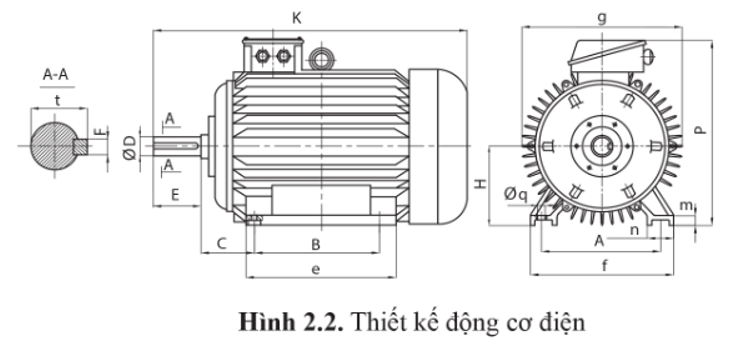 K
g
A-A
t
F
A
ØD
A
E
C
B
e
P
H
Øq
m
n
A
f
Hình 2.2. Thiết kế động cơ điện